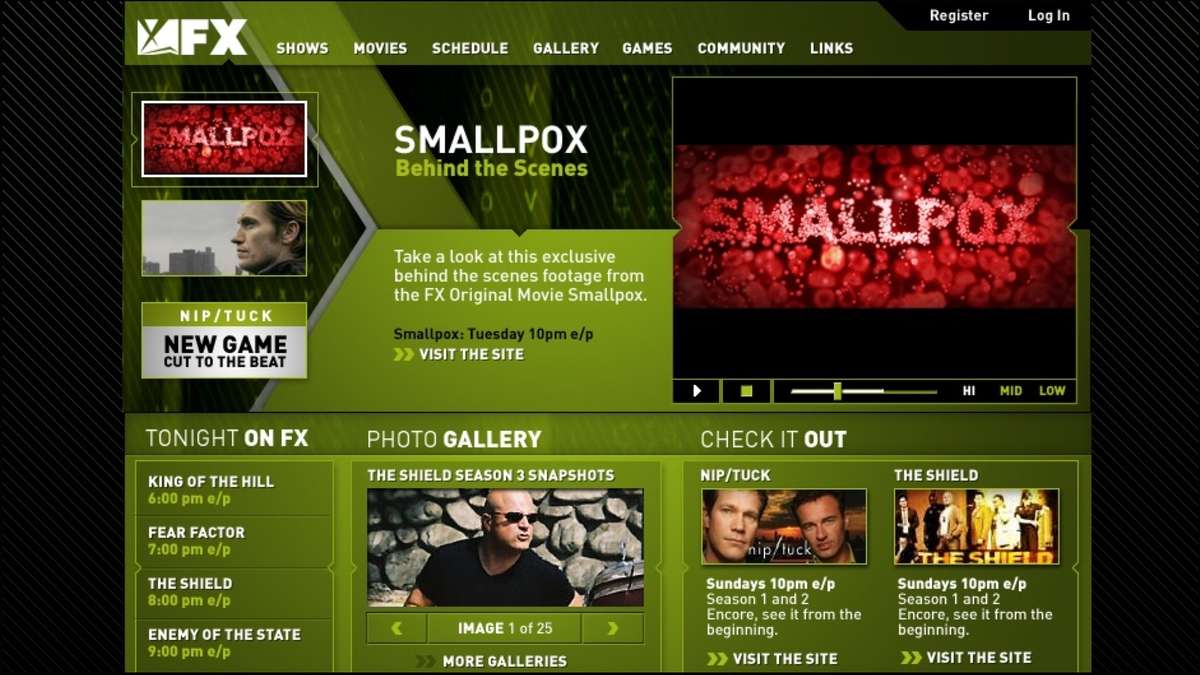 FX
Register
Log In
SHOWS
MOVIES
SCHEDULE
GALLERY
GAMES
COMMUNITY
LINKS
SMALLPOX
NIP/TUCK
NEW GAME
CUT TO THE BEAT
SMALLPOX
Behind the Scenes
Take a look at this exclusive
behind the scenes footage from
the FX Original Movie Smallpox.
Smallpox: Tuesday 10pm e/p
VISIT THE SITE
SMALLPOX
HI
MID
LOW
TONIGHT ON FX
KING OF THE HILL
6:00 pm e/p
FEAR FACTOR
7:00 pm e/p
THE SHIELD
8:00 pm e/p
ENEMY OF THE STATE
9:00 pm e/p
PHOTO GALLERY
THE SHIELD SEASON 3 SNAPSHOTS
IMAGE 1 of 25
MORE GALLERIES
CHECK IT OUT
NIP/TUCK
nip/tuck
Sundays 10pm e/p
Season 1 and 2
Encore, see it from the
beginning.
VISIT THE SITE
THE SHIELD
THE SHIELD
Sundays 10pm e/p
Season 1 and 2
Encore, see it from the
beginning.
VISIT THE SITE